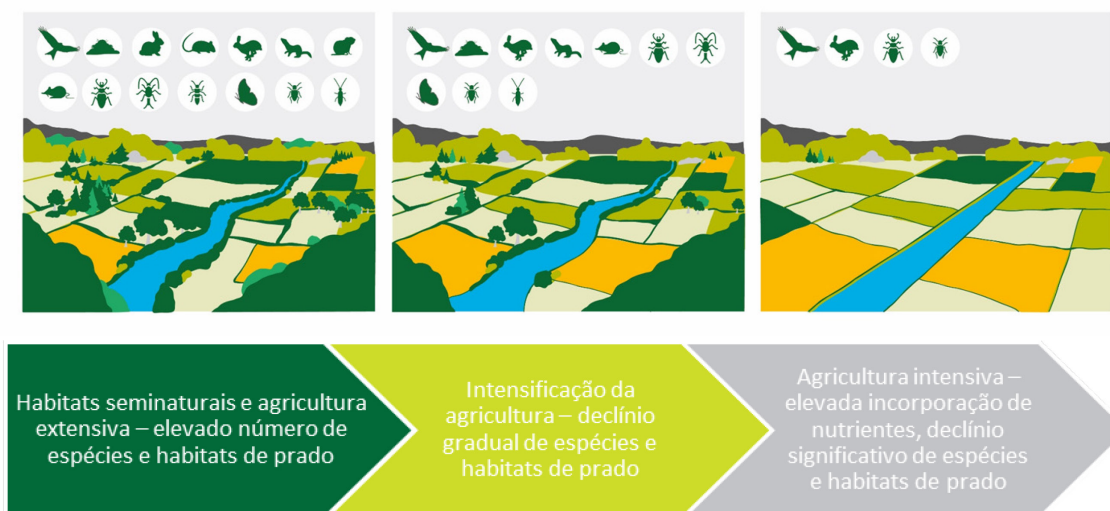 Habitats seminaturais e agricultura
extensiva – elevado número de
espécies e habitats de prado
Intensificação da
agricultura – declínio
gradual de espécies e
habitats de prado
Agricultura intensiva –
elevada incorporação de
nutrientes, declínio
significativo de espécies
e habitats de prado